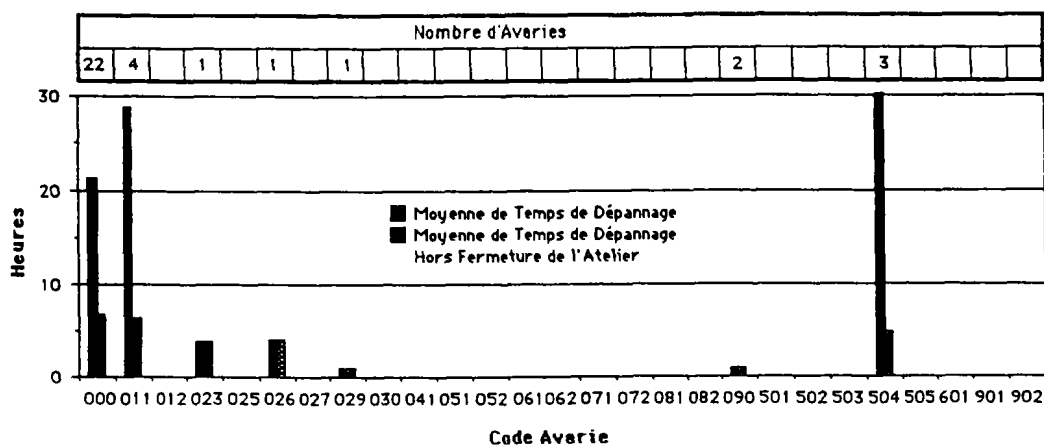 Nombre d'Avaries
22 4 1 1 1 2 3
30
20
10
0
Heures
Moyenne de Temps de Dépannage
Moyenne de Temps de Dépannage
Hors Fermeture de l'Atelier
000 011 012 023 025 026 027 029 030 041 051 052 061 062 071 072 081 082 090 501 502 503 504 505 601 901 902
Code Avarie